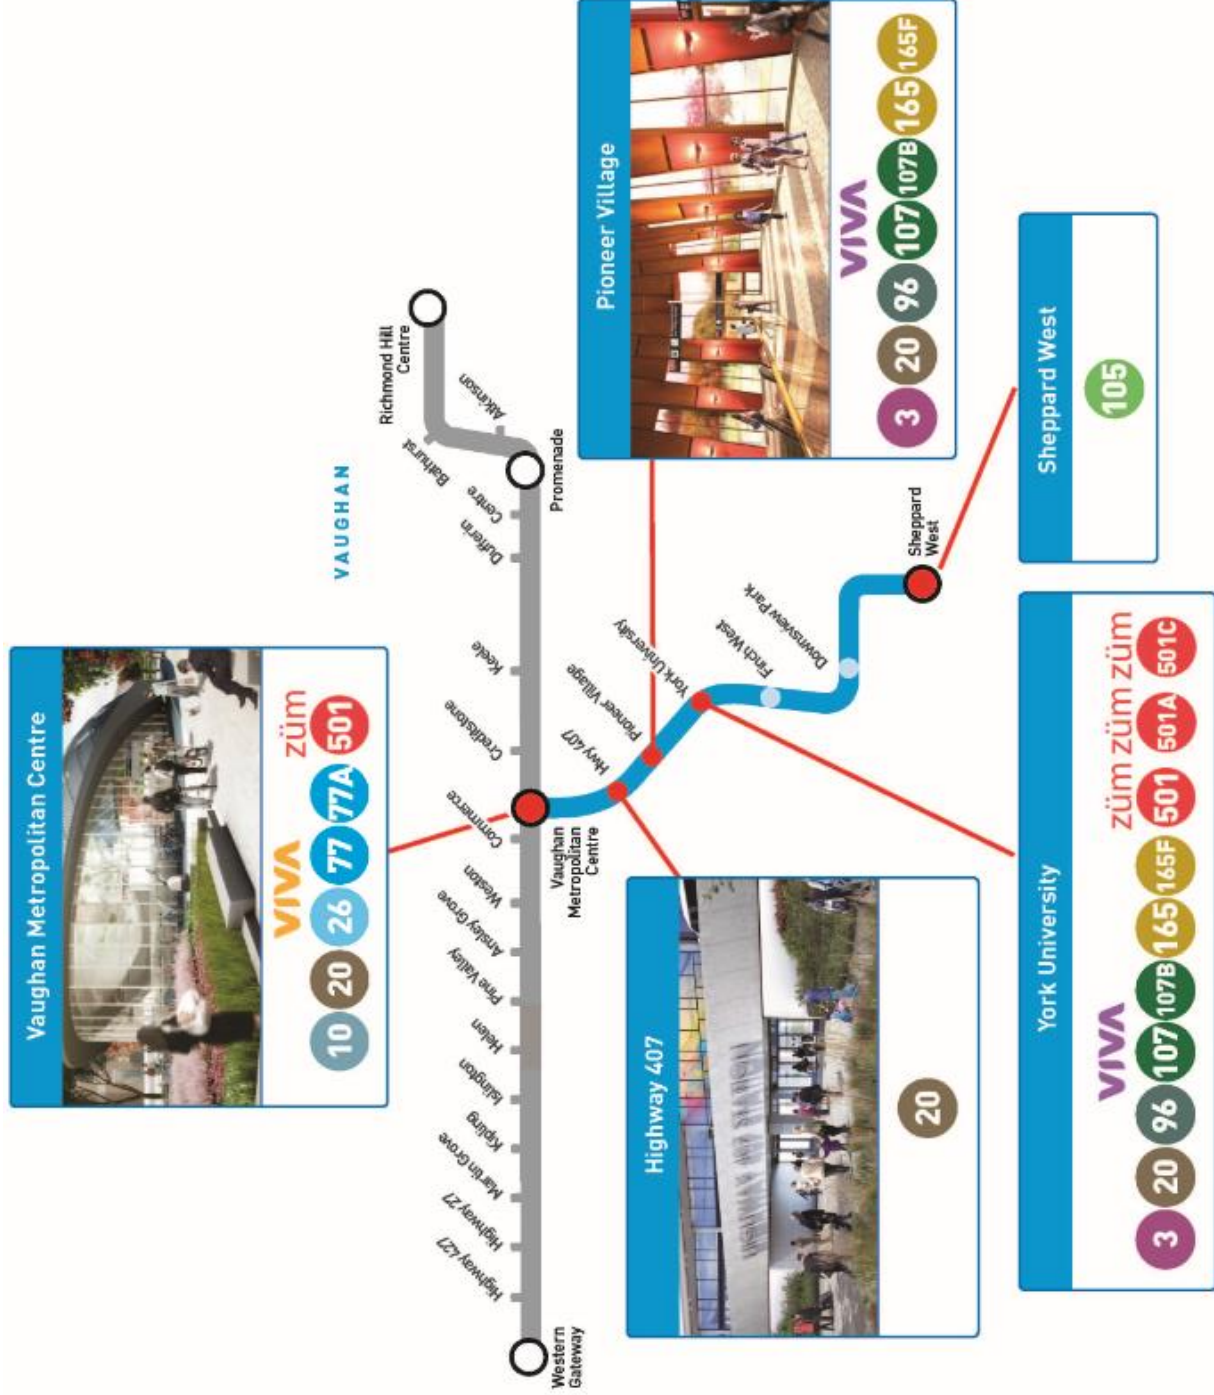 Vaughan Metropolitan Centre
VIVA
züm
10 20 26 77 77A 501
VAUGHAN
Richmond Hill
Centre
Atkinson
Bathurst
Promenade
Centre
Dufferin
Keele
Creditstone
Commerce
Vaughan
Metropolitan
Centre
Weston
Ansley Grove
Pine Valley
Helen
Islington
Kipling
Martin Grove
Highway 27
Highway 427
Western
Gateway
Hwy 407
Pioneer Village
York University
Finch West
Downsview Park
Sheppard
West
Pioneer Village
VIVA
3 20 96 107 107B 165 165F
Highway 407
20
York University
VIVA
züm züm züm
3 20 96 107 107B 165 165F 501 501A 501C
Sheppard West
105